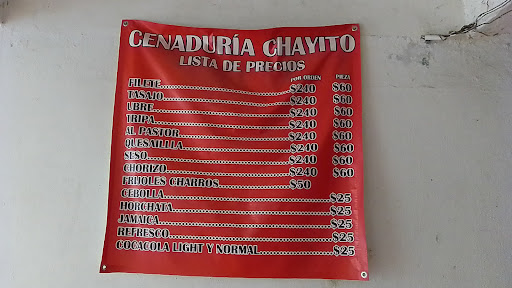 CENADURÍA CHAYITO
LISTA DE PRECIOS
POR ORDEN PIEZA
FILETE $240 $60
TASAJO $240 $60
UBRE $240 $60
TRIPA $240 $60
AL PASTOR $240 $60
QUESAILLLA $240 $60
SESO $240 $60
CHORIZO $240 $60
FRIJOLES CHARROS $50
CEBOLLA $25
HORCHATA $25
JAMAICA $25
REFRESCO $25
COCACOLA LIGHT Y NORMAL $25